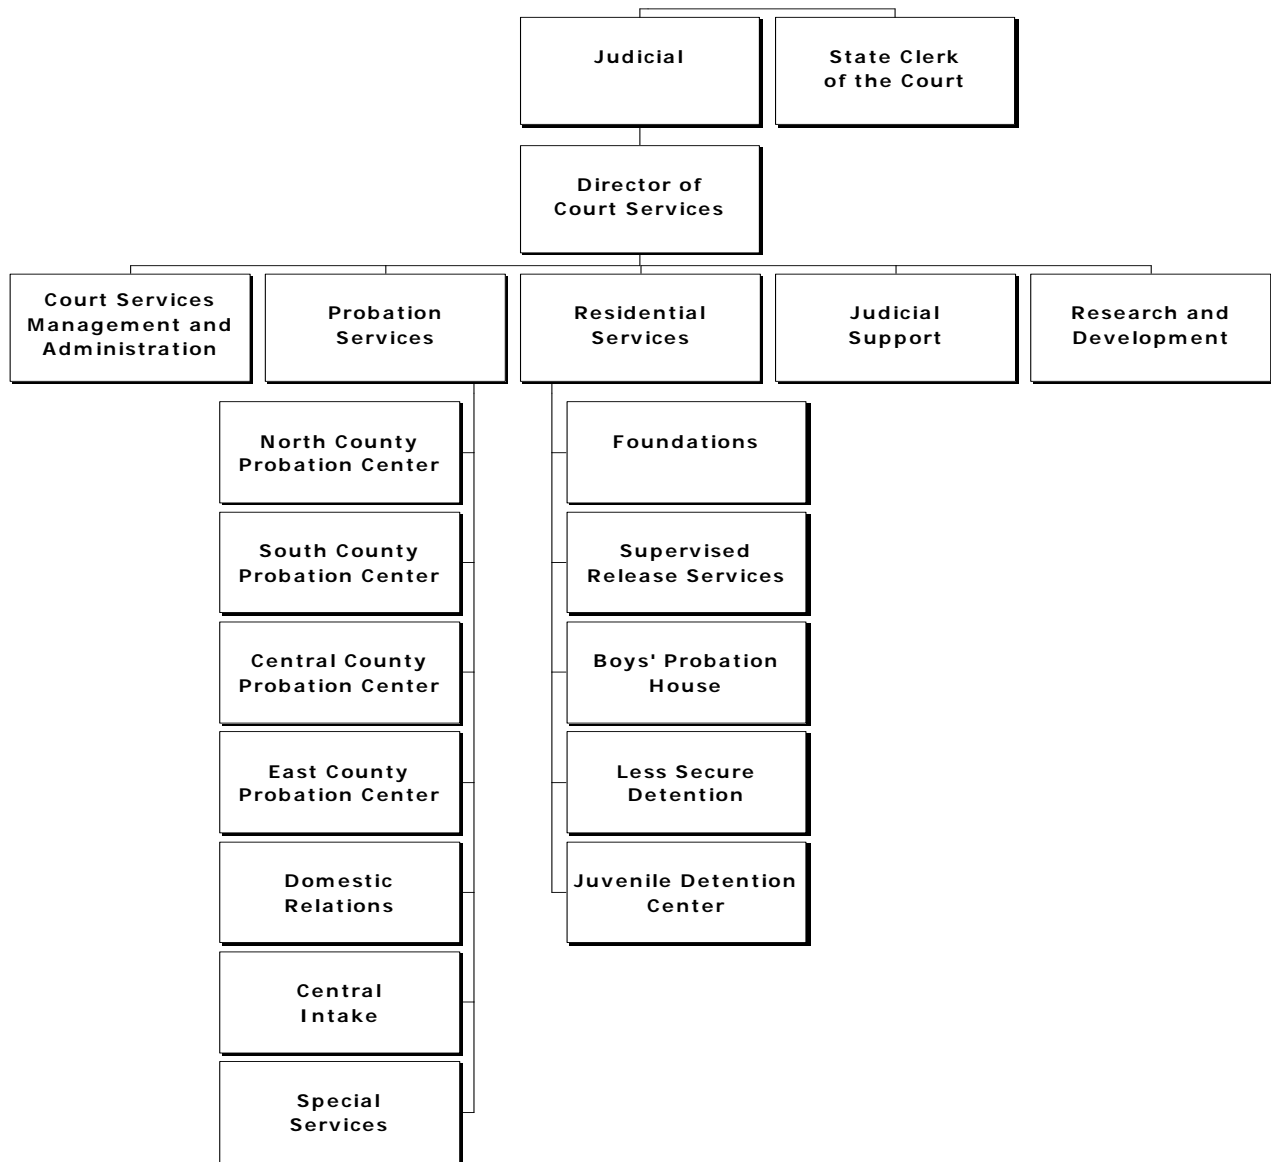 Judicial
State Clerk
of the Court
Director of
Court Services
Court Services
Management and
Administration
Probation
Services
Residential
Services
Judicial
Support
Research and
Development
North County
Probation Center
South County
Probation Center
Central County
Probation Center
East County
Probation Center
Domestic
Relations
Central
Intake
Special
Services
Foundations
Supervised
Release Services
Boys' Probation
House
Less Secure
Detention
Juvenile Detention
Center